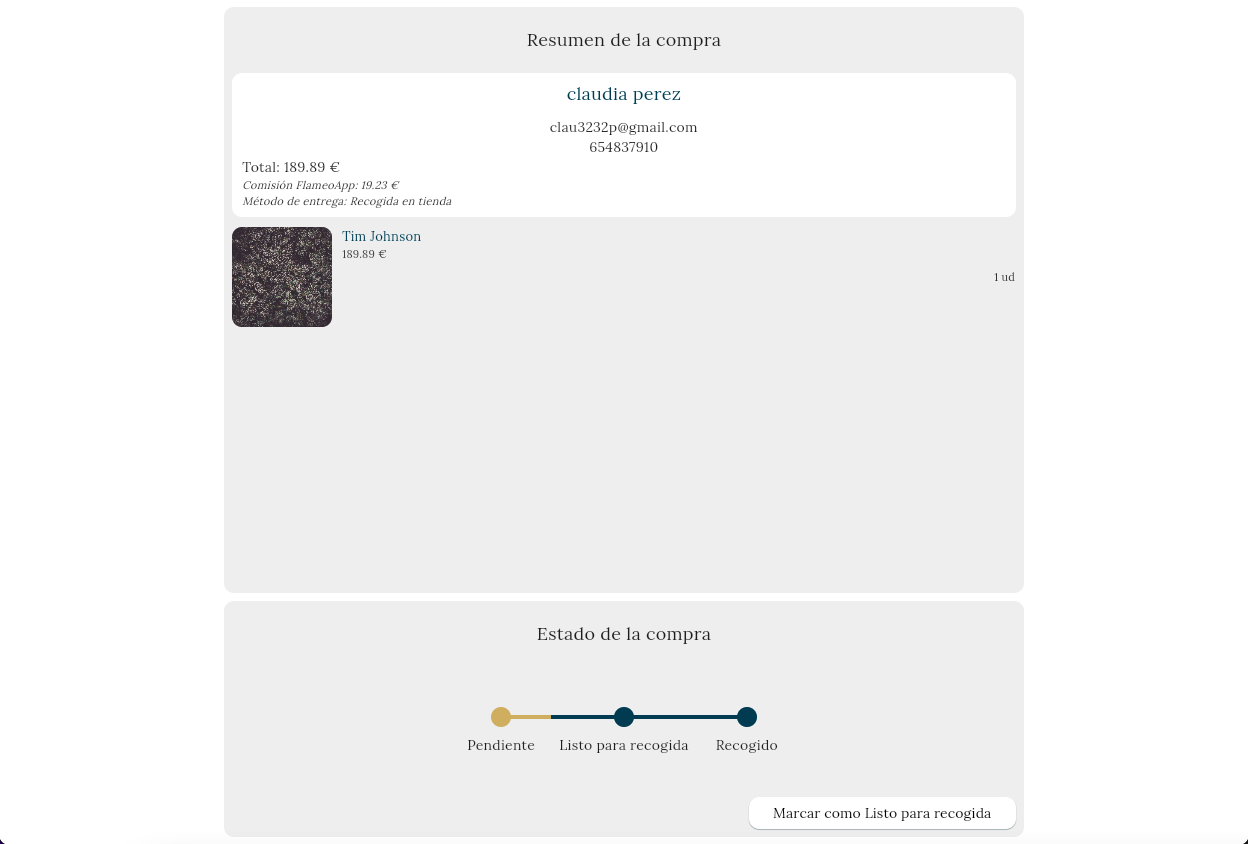 Resumen de la compra
claudia perez
clau3232p@gmail.com
654837910
Total: 189.89 €
Comisión FlameoApp: 19.23 €
Método de entrega: Recogida en tienda
Tim Johnson
189.89 €
1 ud
Estado de la compra
Pendiente Listo para recogida Recogido
Marcar como Listo para recogida